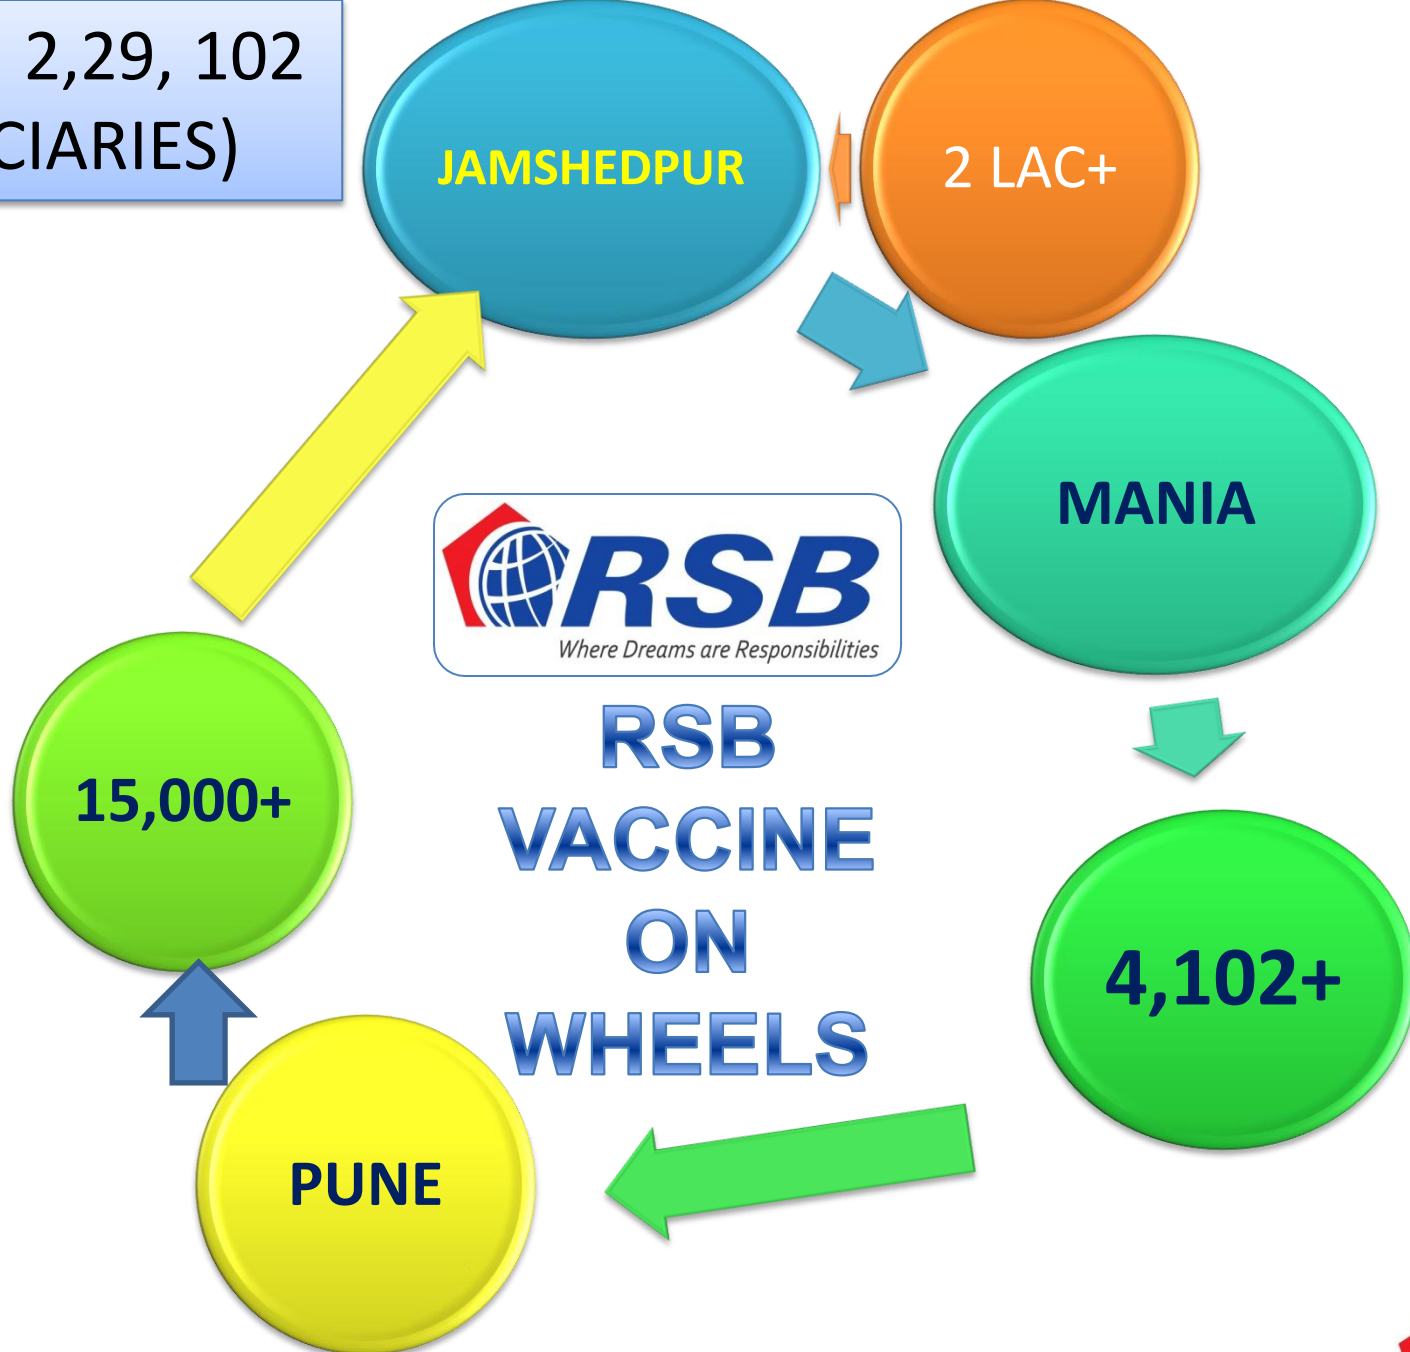 2,29, 102
CIARIES)
JAMSHEDPUR
2 LAC+
MANIA
RSB
Where Dreams are Responsibilities
RSB
VACCINE
ON
WHEELS
15,000+
4,102+
PUNE